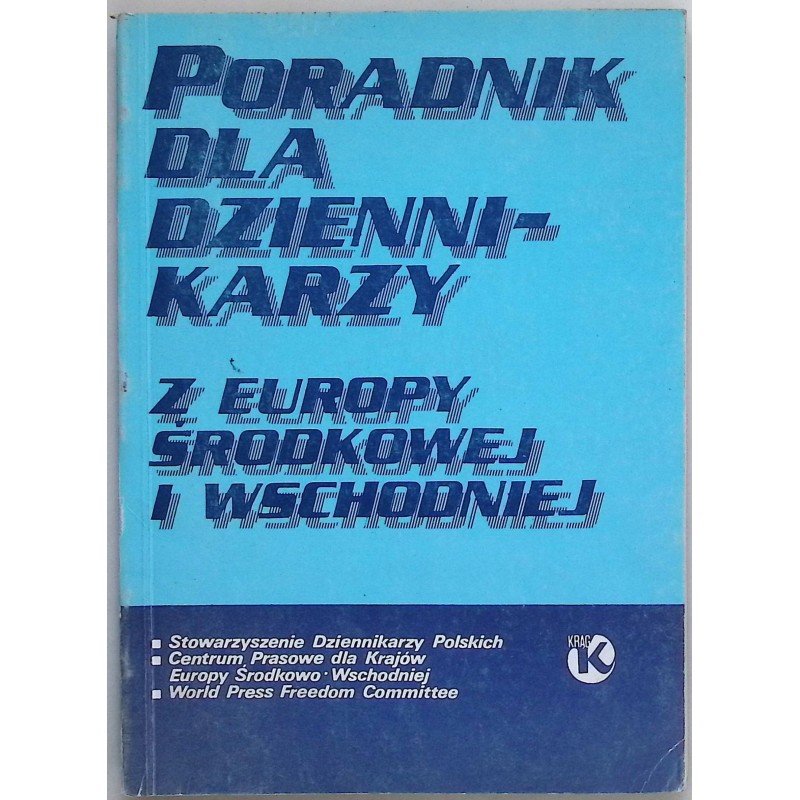 PORADNIK
DLA
DZIENNI-
KARZY
Z EUROPY
ŚRODKOWEJ
I WSCHODNIEJ
Stowarzyszenie Dziennikarzy Polskich
Centrum Prasowe dla Krajów
Europy Środkowo-Wschodniej
World Press Freedom Committee
KRĄG
K